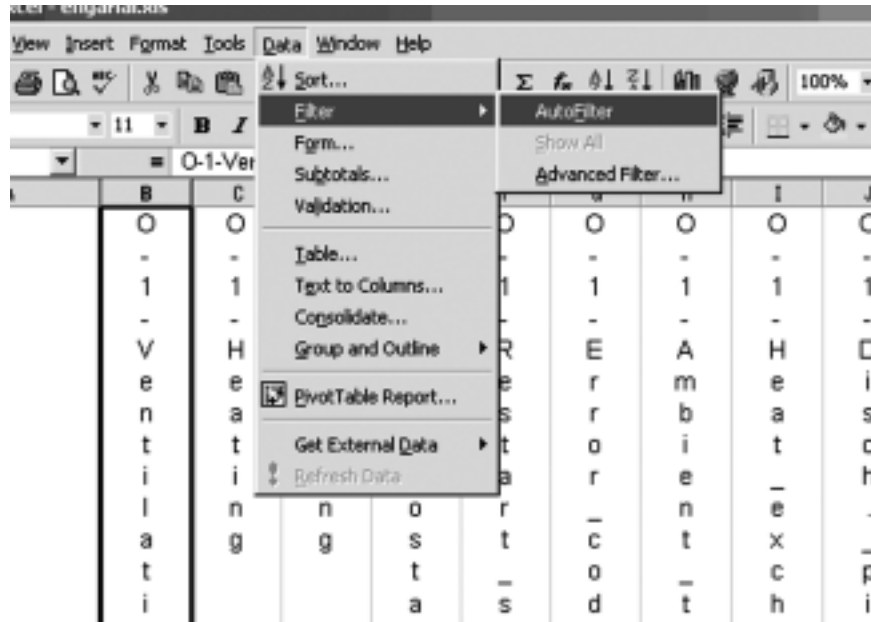 View Insert Format Tools Data Window Help
Sort...
100%
Filter
AutoFilter
11 B I
Form...
Show All
= O-1-Ver
Subtotals...
Advanced Filter...
Validation...
B C I
O O O O O
- - - - - - -
1 1 1 1 1 1 1
- - - - - - -
Table...
Text to Columns...
Consolidate...
V H R E A H
Group and Outline
e e e r m e i
PivotTable Report...
n a s r b a s
t t t o i t
Get External Data
i i a r e _ h
Refresh Data
l n n o r _ n e
a g g s t c t x _
t t _ o _ c p
i a s d t h i